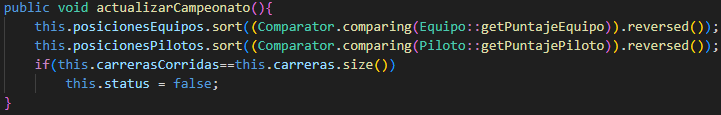 public void actualizarCampeonato(){
this.posicionesEquipos.sort((Comparator.comparing(Equipo::getPuntajeEquipo)).reversed());
this.posicionesPilotos.sort((Comparator.comparing(Piloto::getPuntajePiloto)).reversed());
if(this.carrerasCorridas==this.carreras.size())
this.status = false;
}